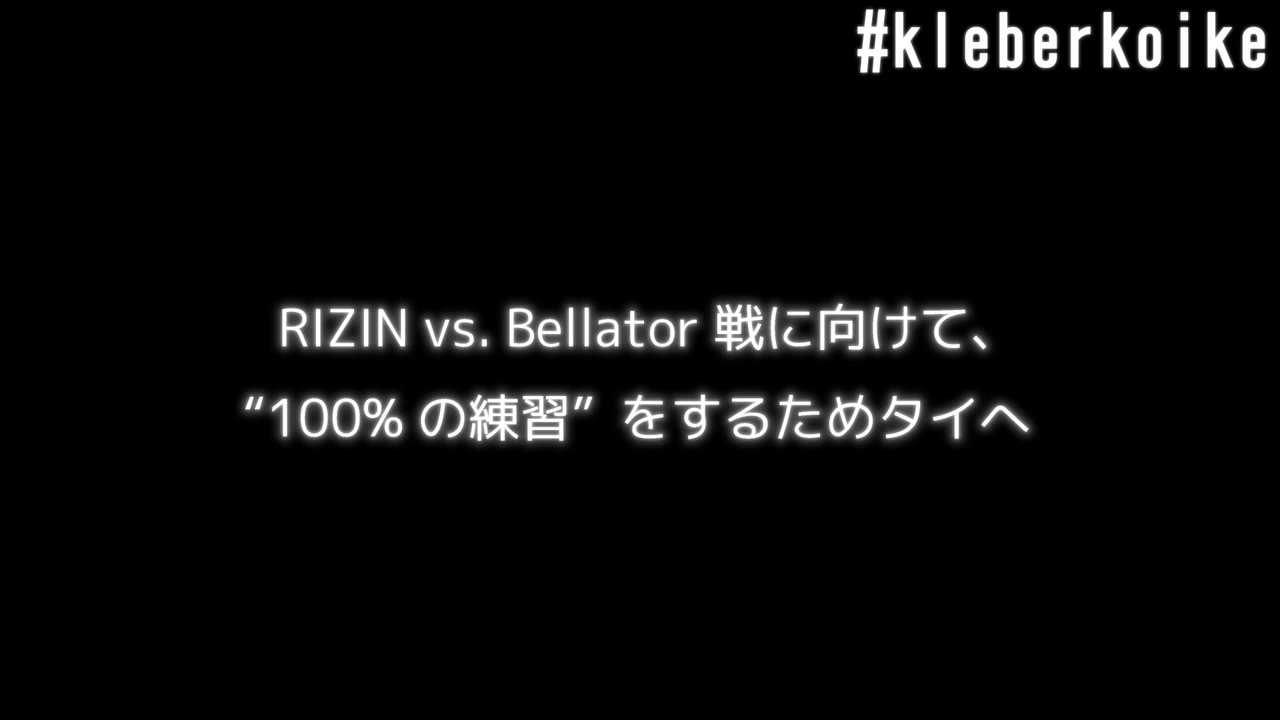 #kleberkoike
RIZIN vs. Bellator 戦に向けて、
“100% の練習” をするためタイへ